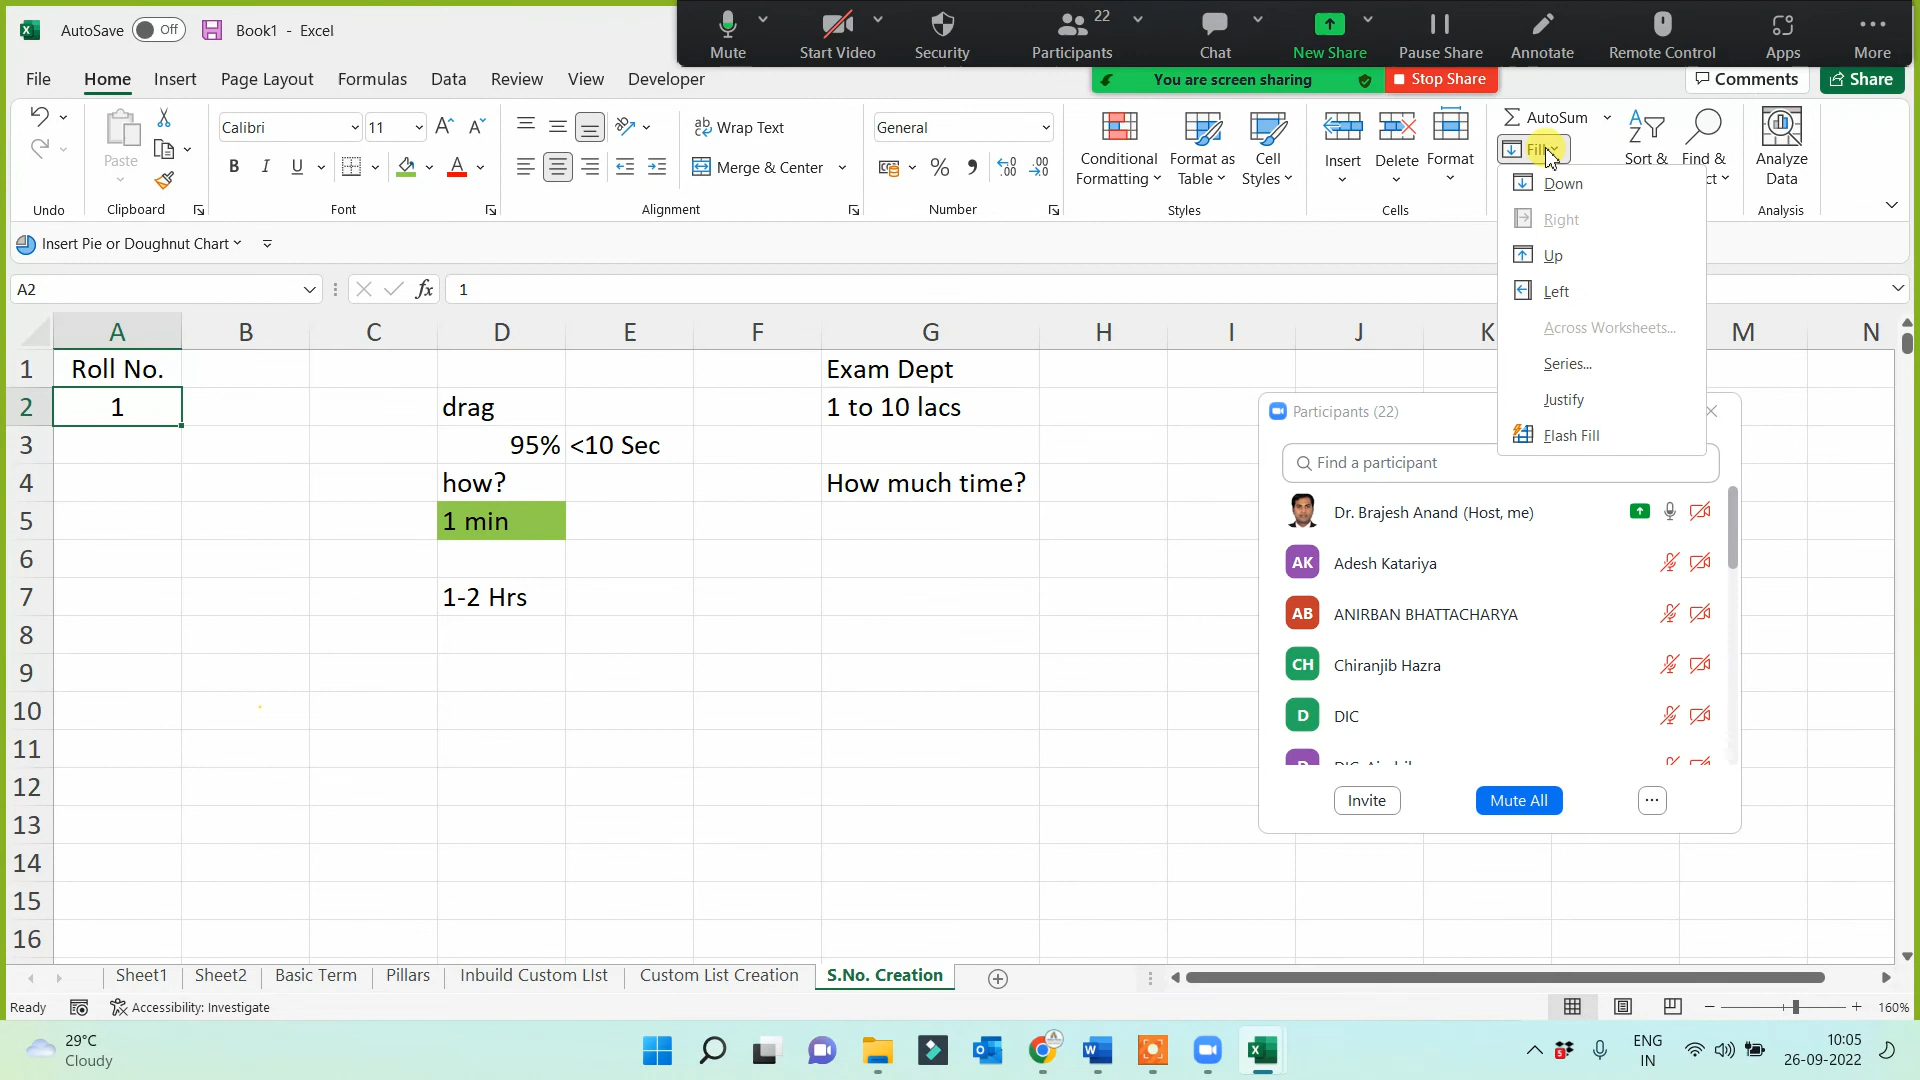 AutoSave Off Book1 - Excel
Mute Start Video Security Participants 22 Chat New Share Pause Share Annotate Remote Control Apps More
You are screen sharing Stop Share
File Home Insert Page Layout Formulas Data Review View Developer Comments Share
Calibri 11 Wrap Text General AutoSum
Paste Merge & Center Fill
Conditional Formatting Format as Table Cell Styles Insert Delete Format Sort & Find & Analyze Data
Undo Clipboard Font Alignment Number Styles Cells Analysis
Down
Right
Up
Left
Across Worksheets...
Series...
Justify
Flash Fill
Insert Pie or Doughnut Chart
A2 fx 1
A B C D E F G H I J K M N
1 Roll No. Exam Dept
2 1 drag 1 to 10 lacs
3 95% <10 Sec
4 how? How much time?
5 1 min
6
7 1-2 Hrs
8
9
10
11
12
13
14
15
16
Participants (22)
Find a participant
Dr. Brajesh Anand (Host, me)
AK Adesh Katariya
AB ANIRBAN BHATTACHARYA
CH Chiranjib Hazra
D DIC
Invite Mute All ...
Sheet1 Sheet2 Basic Term Pillars Inbuild Custom LIst Custom List Creation S.No. Creation
Ready Accessibility: Investigate 160%
29°C
Cloudy
ENG
IN
10:05
26-09-2022